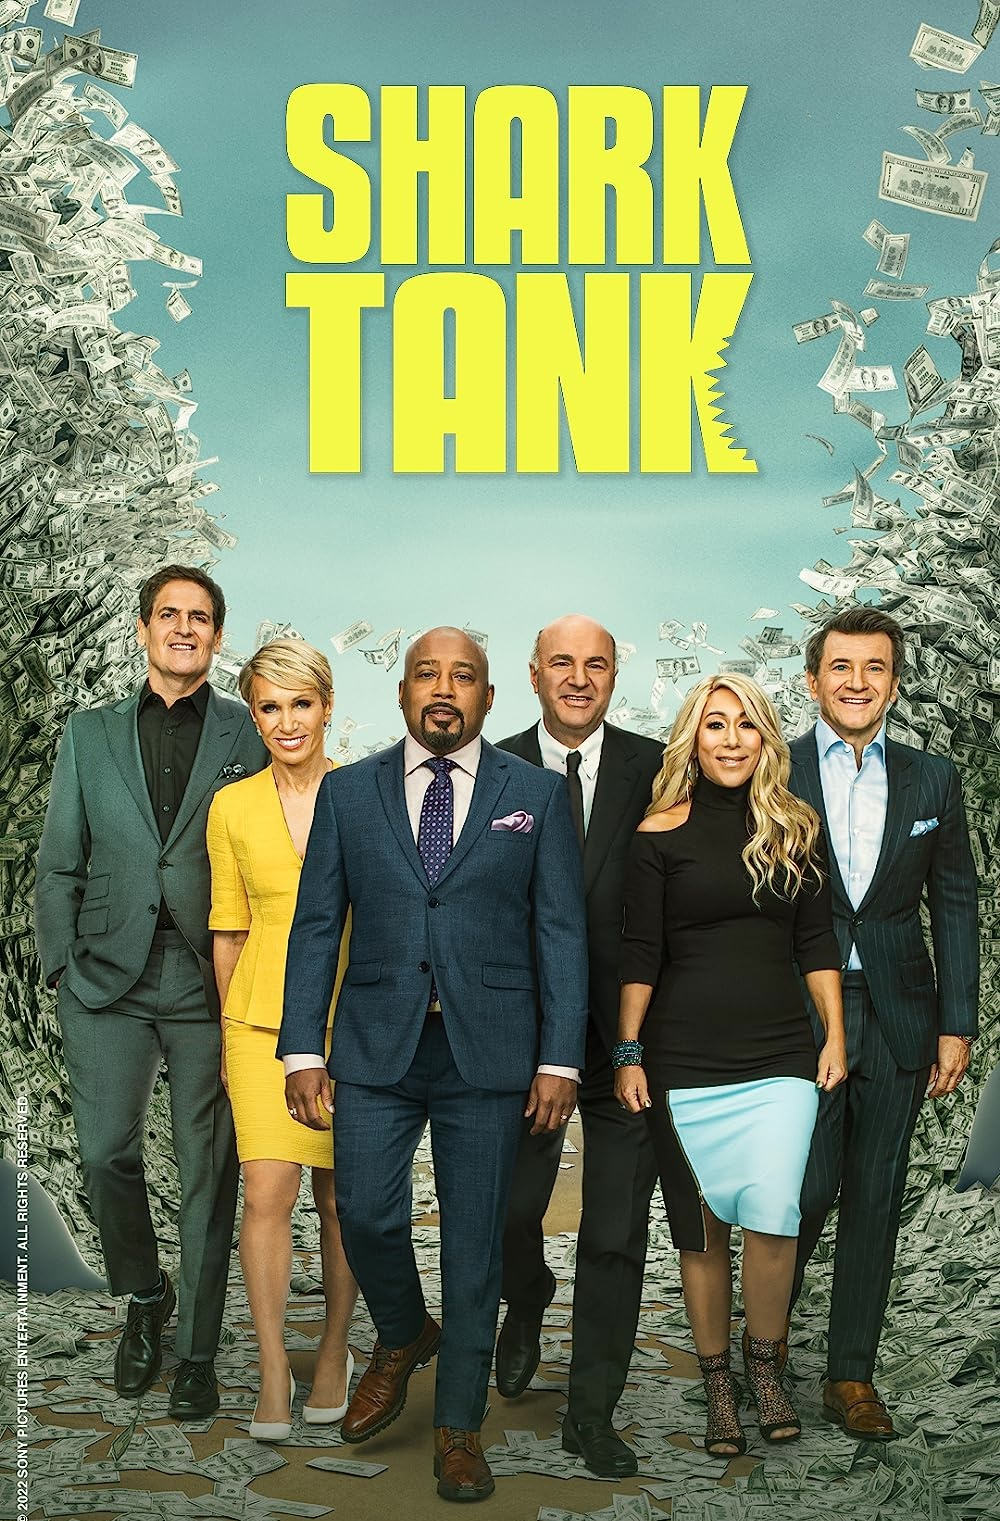 SHARK
TANK
© 2022 SONY PICTURES ENTERTAINMENT. ALL RIGHTS RESERVED.